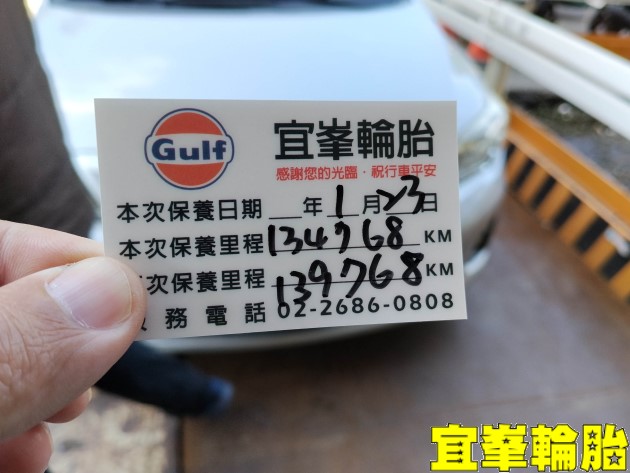 Gulf
宜峯輪胎
感謝您的光臨‧祝行車平安
本次保養日期 年 1 月 23 日
本次保養里程 134768 KM
次保養里程 139768 KM
務電話 02-2686-0808
宜峯輪胎